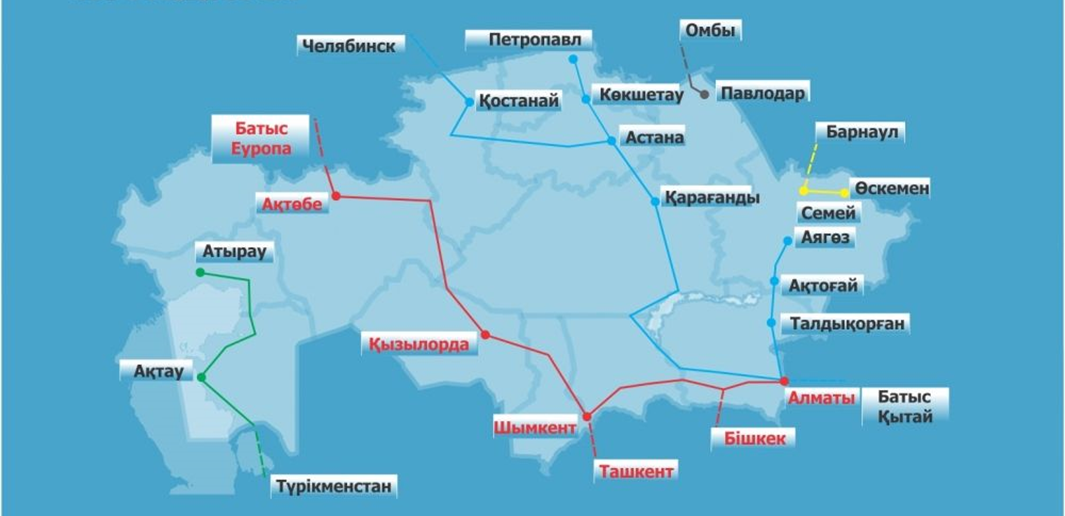 Омбы
Петропавл
Челябинск
Көкшетау
Павлодар
Қостанай
Батыс
Еуропа
Астана
Барнаул
Қарағанды
Өскемен
Ақтөбе
Семей
Аягөз
Атырау
Ақтоғай
Талдықорған
Қызылорда
Ақтау
Алматы
Батыс
Қытай
Шымкент
Бішкек
Ташкент
Түрікменстан